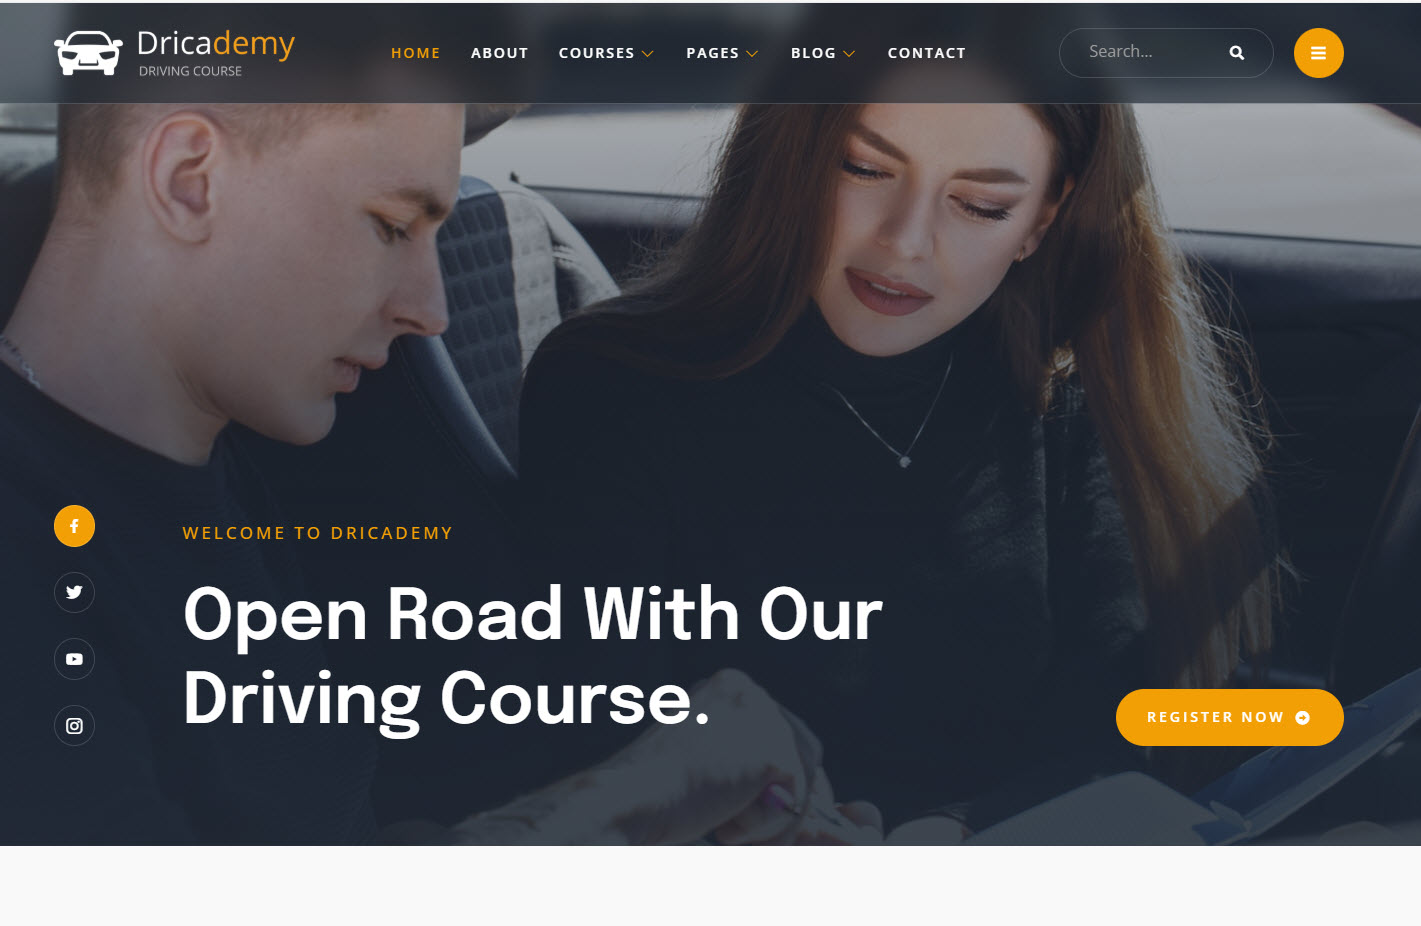 Dricademy
DRIVING COURSE
HOME ABOUT COURSES PAGES BLOG CONTACT
Search...
WELCOME TO DRICADEMY
Open Road With Our
Driving Course.
REGISTER NOW